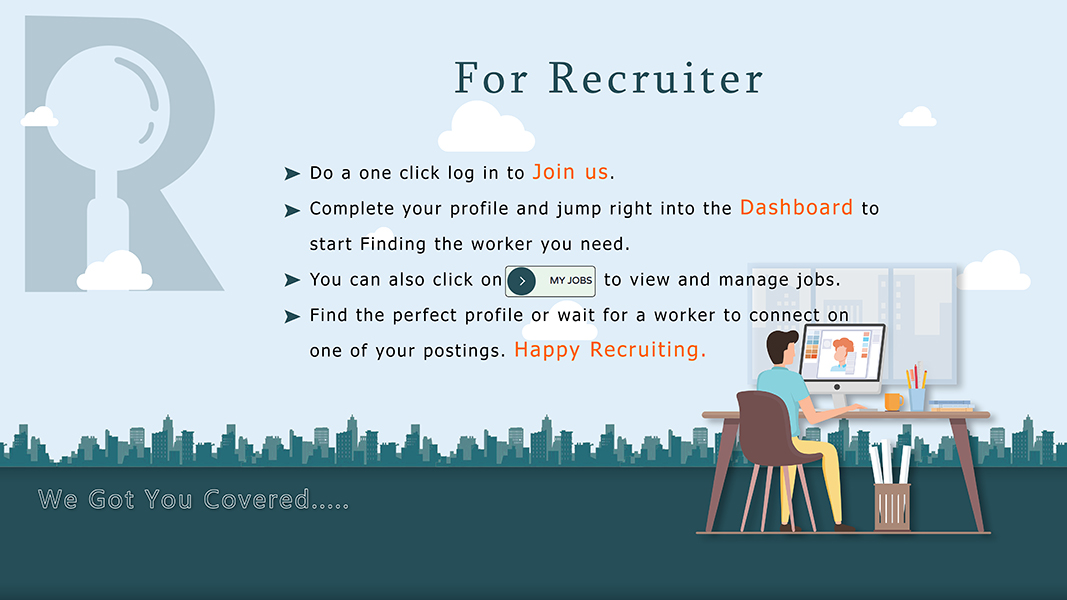 R
For Recruiter
Do a one click log in to Join us.
Complete your profile and jump right into the Dashboard to
start Finding the worker you need.
You can also click on MY JOBS to view and manage jobs.
Find the perfect profile or wait for a worker to connect on
one of your postings. Happy Recruiting.
We Got You Covered.....